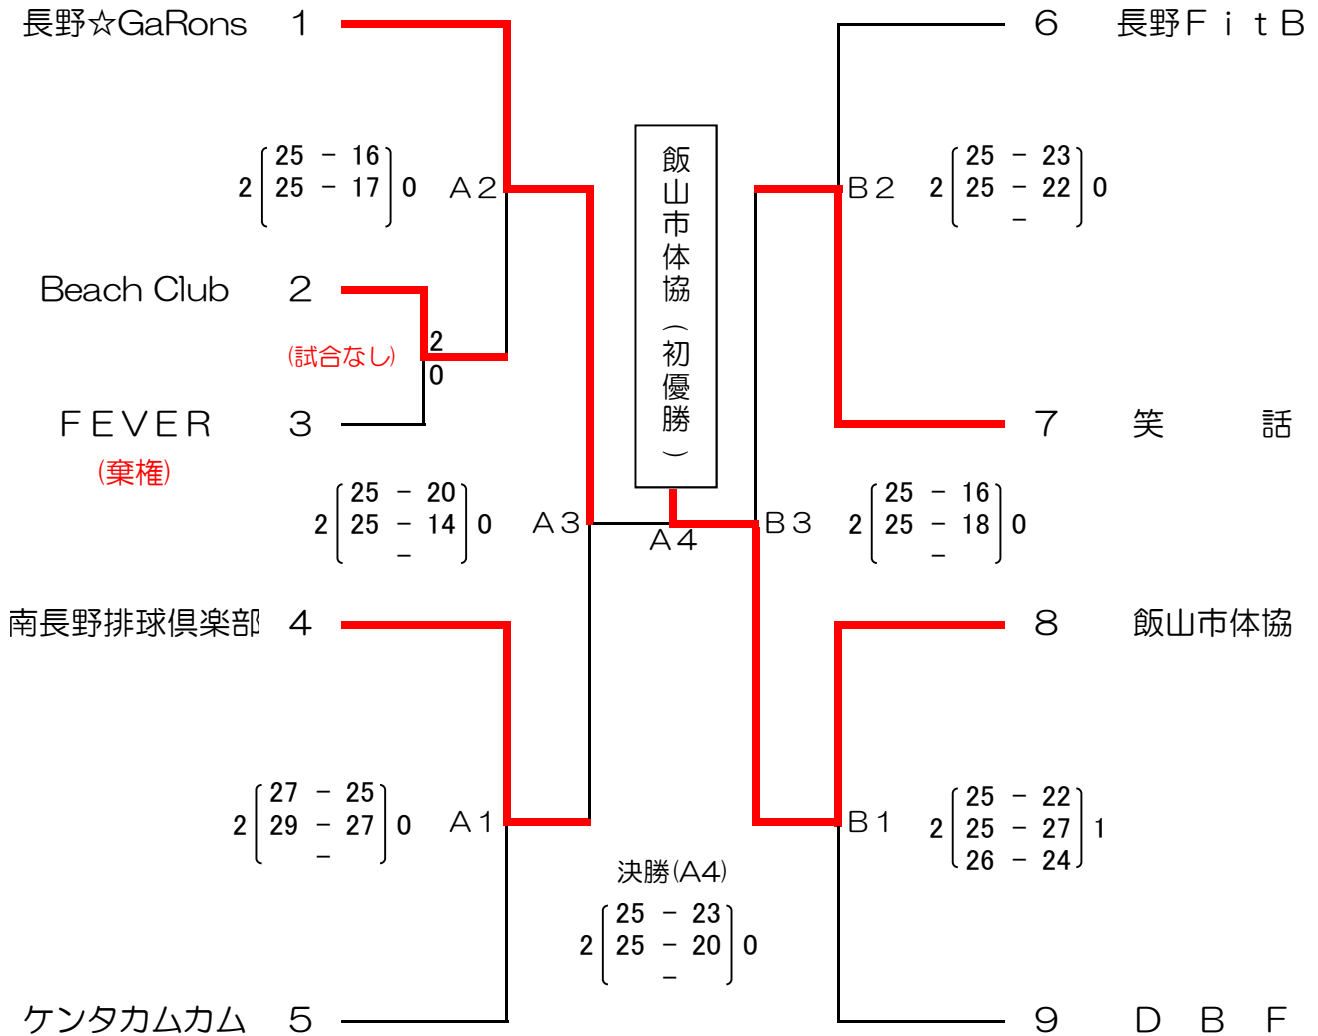 長野☆GaRons 1
6 長野ＦｉｔＢ
25 - 16
2 25 - 17 0
A2
飯山市体協（初優勝）
B2
25 - 23
2 25 - 22 0
-
Beach Club 2
(試合なし)
2
0
ＦＥＶＥＲ 3
(棄権)
7 笑 話
25 - 20
2 25 - 14 0
-
A3
A4
B3
25 - 16
2 25 - 18 0
-
南長野排球倶楽部 4
8 飯山市体協
27 - 25
2 29 - 27 0
-
A1
B1
25 - 22
2 25 - 27 1
26 - 24
決勝(A4)
25 - 23
2 25 - 20 0
-
ケンタカムカム 5
9 Ｄ Ｂ Ｆ